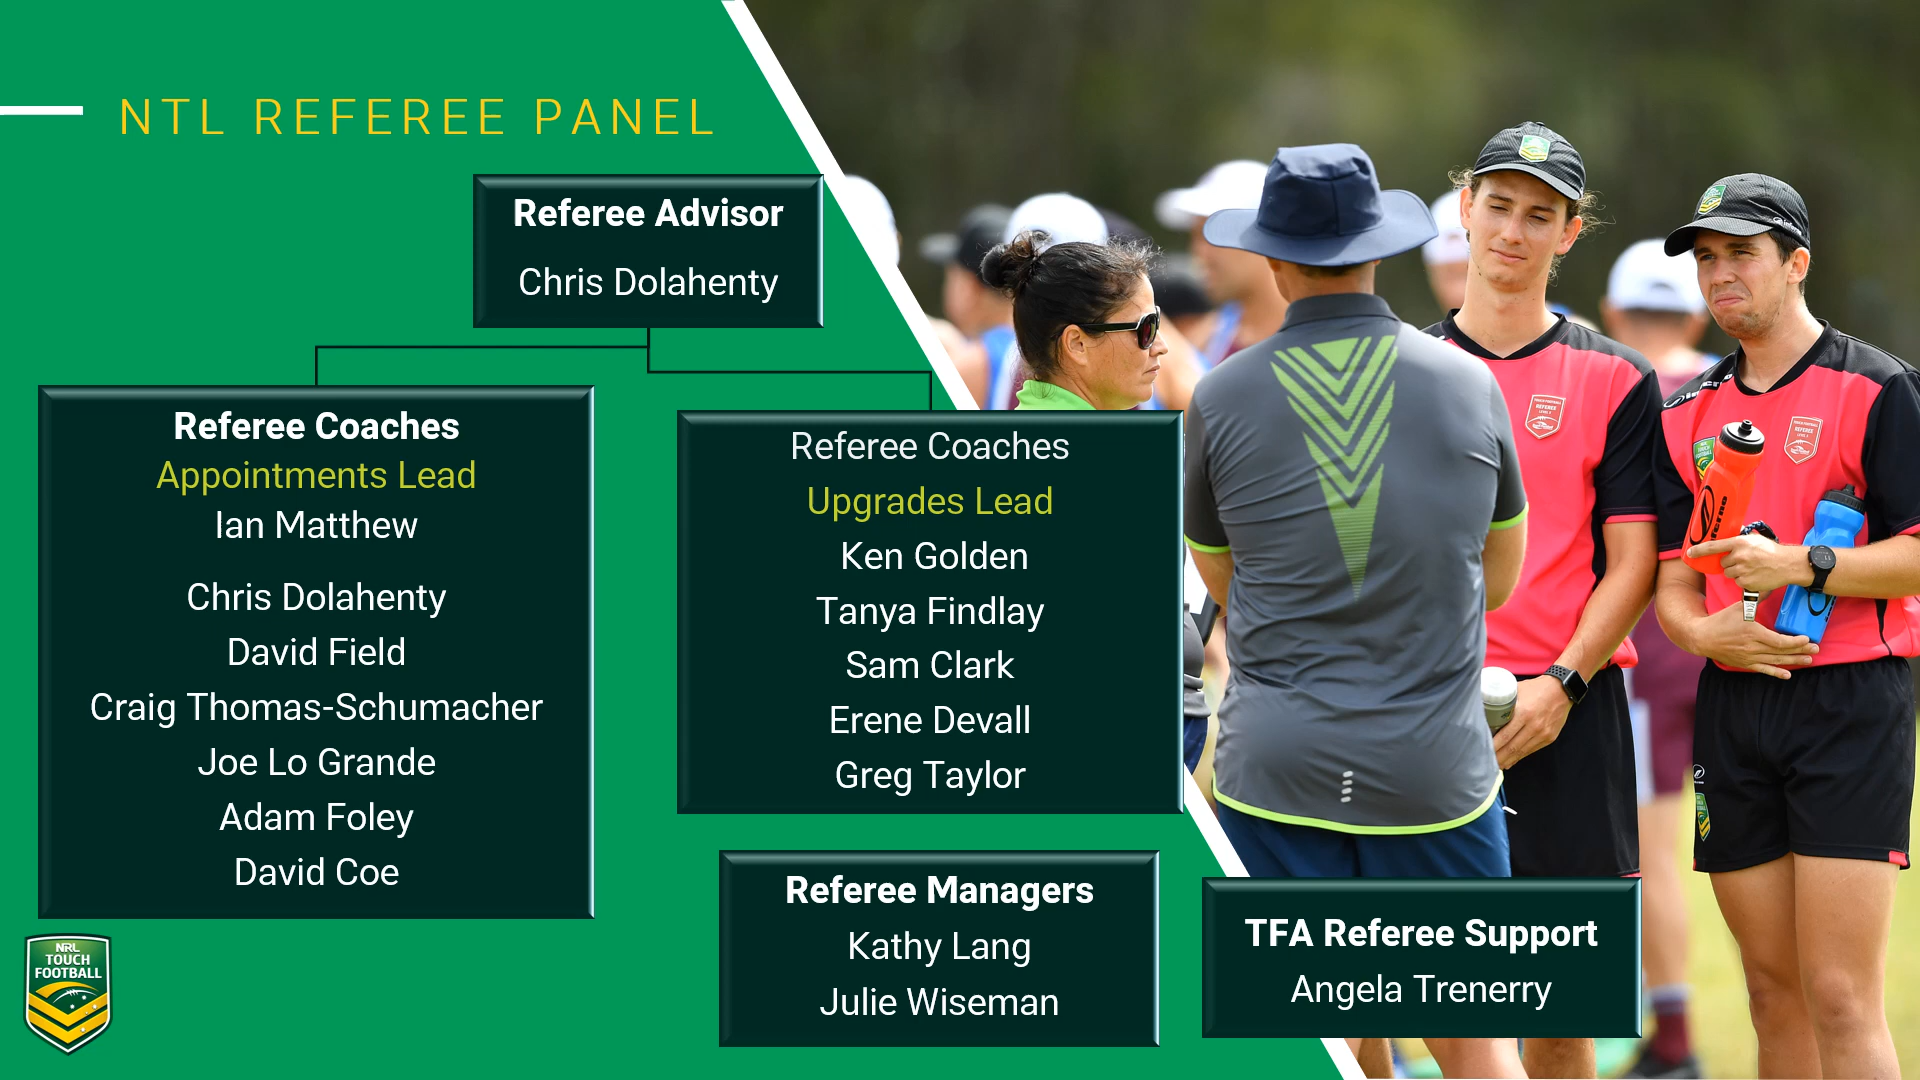 NTL REFEREE PANEL
Referee Advisor
Chris Dolahenty
Referee Coaches
Appointments Lead
Ian Matthew
Chris Dolahenty
David Field
Craig Thomas-Schumacher
Joe Lo Grande
Adam Foley
David Coe
Referee Coaches
Upgrades Lead
Ken Golden
Tanya Findlay
Sam Clark
Erene Devall
Greg Taylor
Referee Managers
Kathy Lang
Julie Wiseman
TFA Referee Support
Angela Trenerry
NRL
TOUCH
FOOTBALL